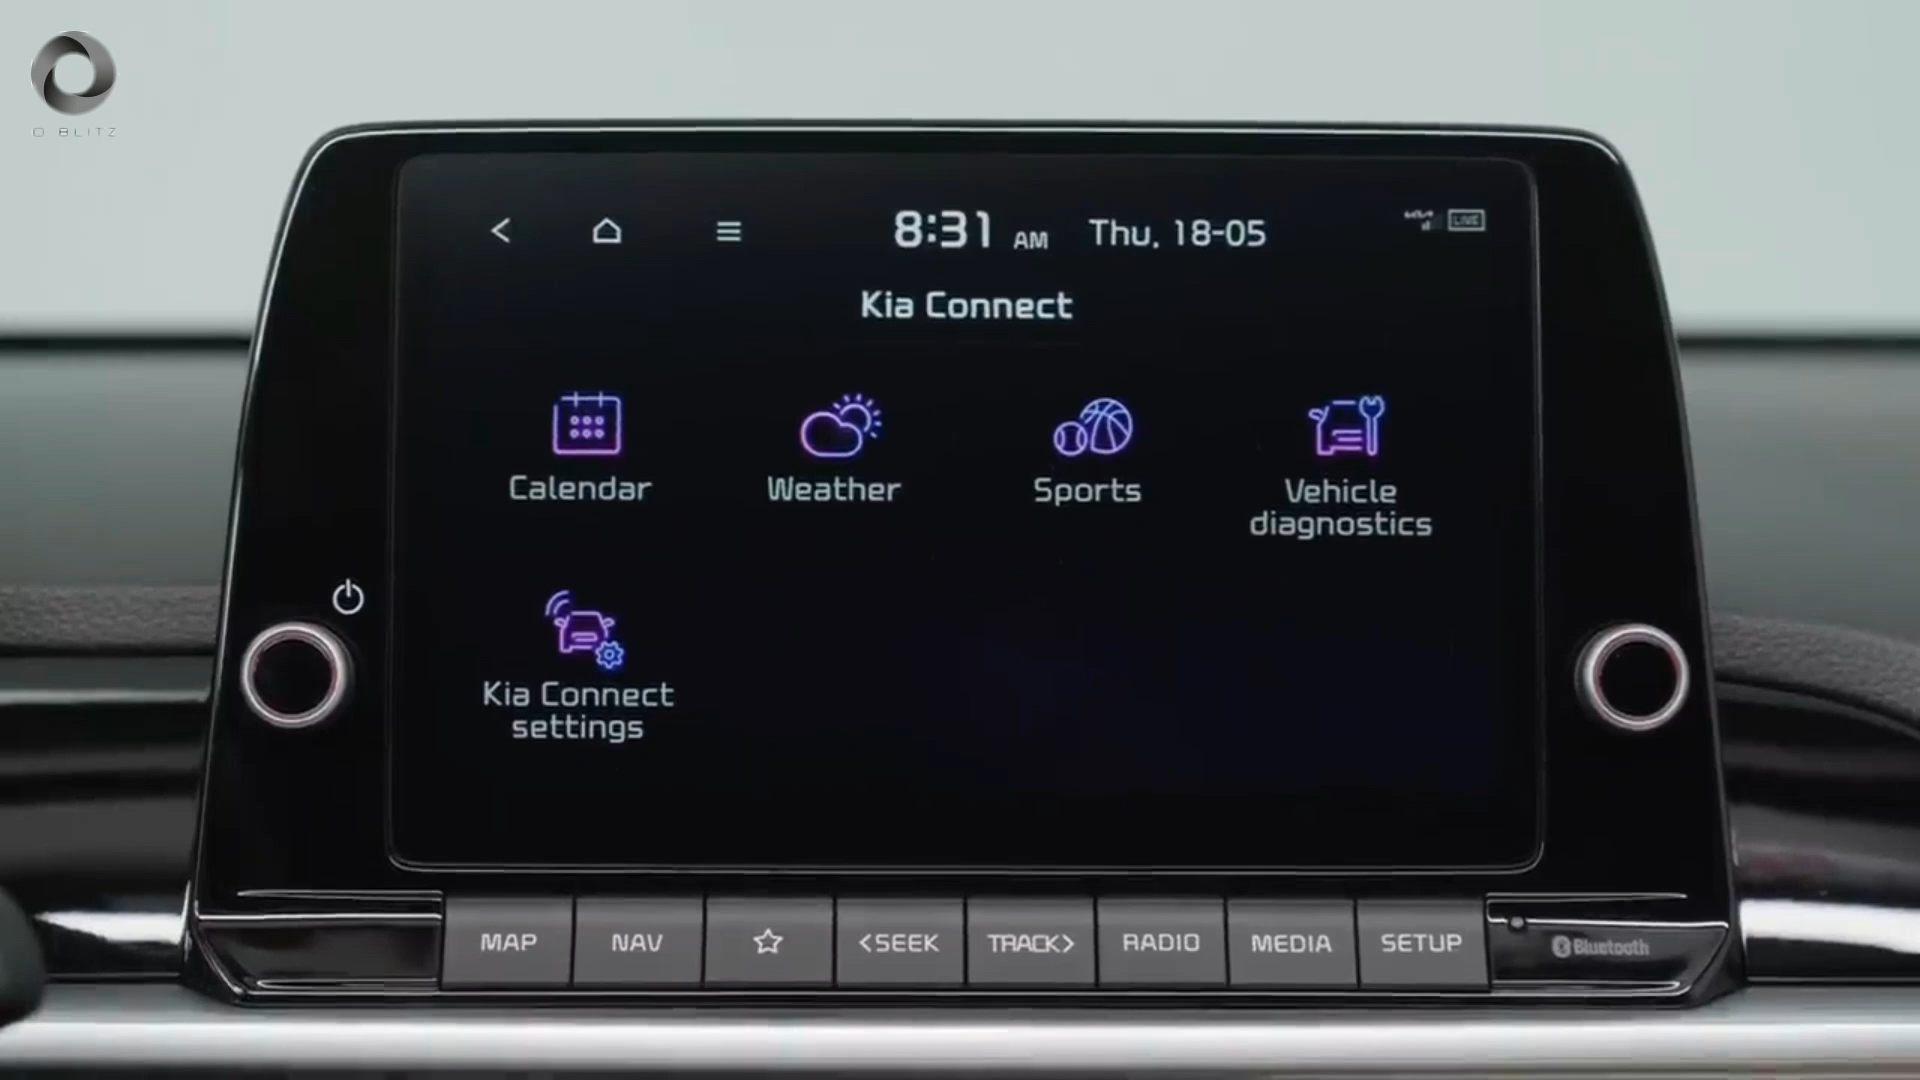 O BLITZ
8:31 AM Thu, 18-05
LIVE
Kia Connect
Calendar
Weather
Sports
Vehicle
diagnostics
Kia Connect
settings
MAP
NAV
<SEEK
TRACK>
RADIO
MEDIA
SETUP
Bluetooth